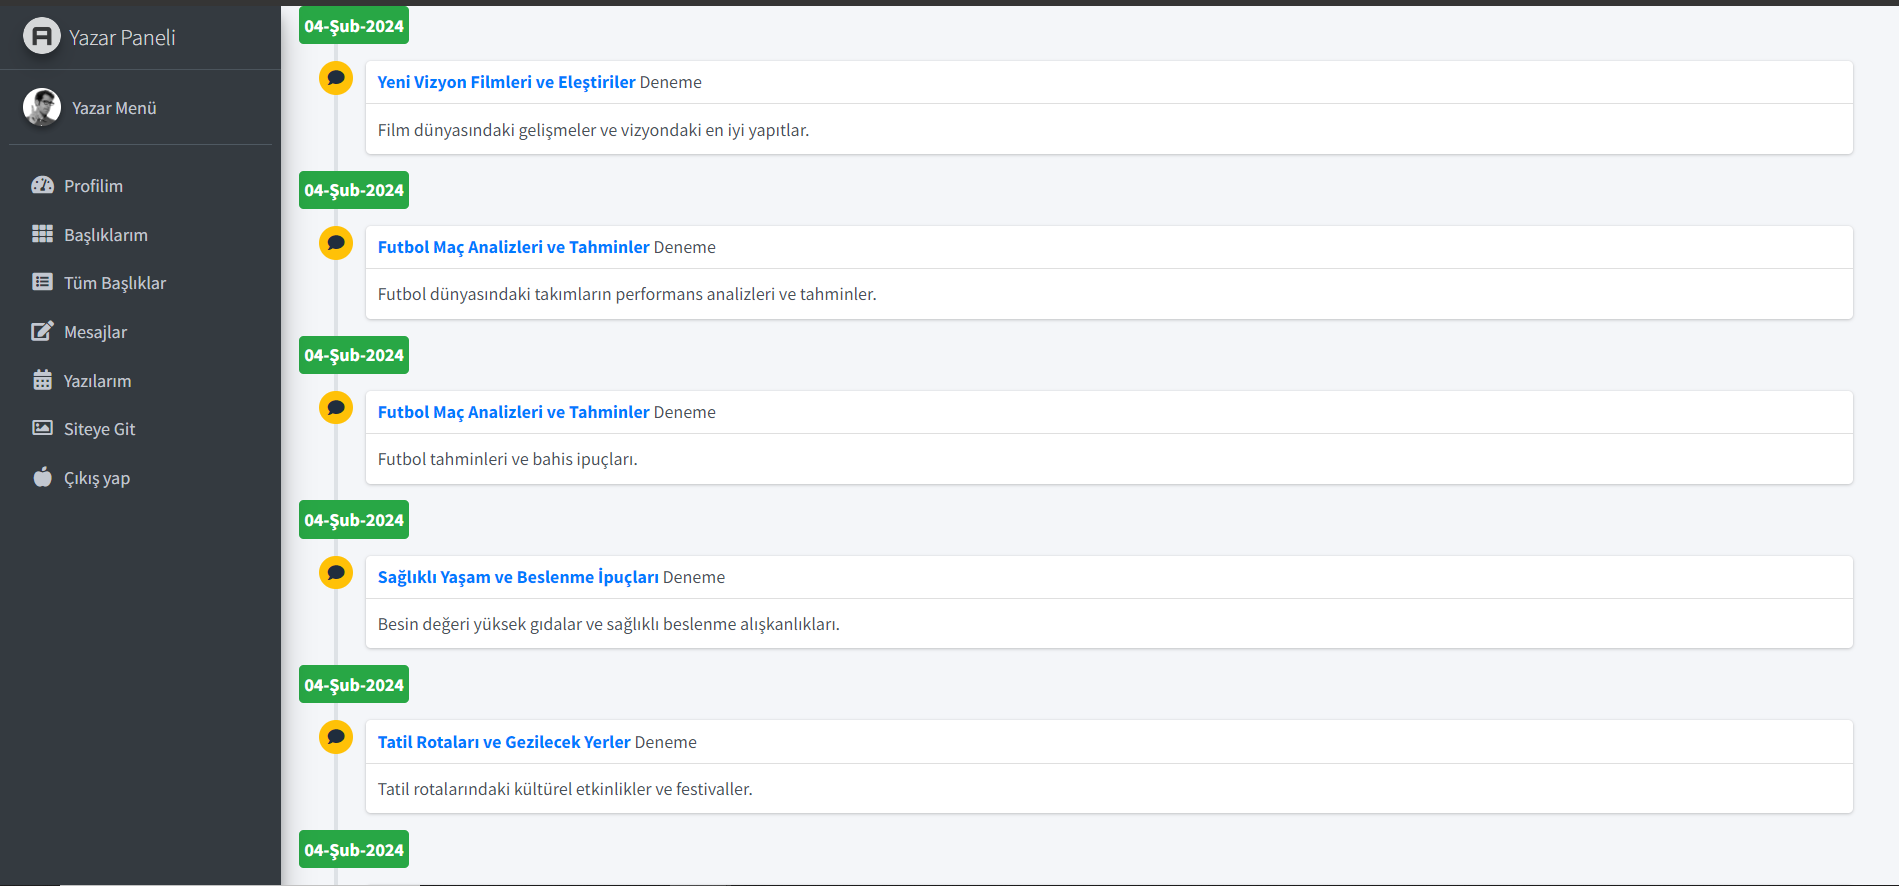 Yazar Paneli
Yazar Menü
Profilim
Başlıklarım
Tüm Başlıklar
Mesajlar
Yazılarım
Siteye Git
Çıkış yap
04-Şub-2024
Yeni Vizyon Filmleri ve Eleştiriler Deneme
Film dünyasındaki gelişmeler ve vizyondaki en iyi yapıtlar.
04-Şub-2024
Futbol Maç Analizleri ve Tahminler Deneme
Futbol dünyasındaki takımların performans analizleri ve tahminler.
04-Şub-2024
Futbol Maç Analizleri ve Tahminler Deneme
Futbol tahminleri ve bahis ipuçları.
04-Şub-2024
Sağlıklı Yaşam ve Beslenme İpuçları Deneme
Besin değeri yüksek gıdalar ve sağlıklı beslenme alışkanlıkları.
04-Şub-2024
Tatil Rotaları ve Gezilecek Yerler Deneme
Tatil rotalarındaki kültürel etkinlikler ve festivaller.
04-Şub-2024